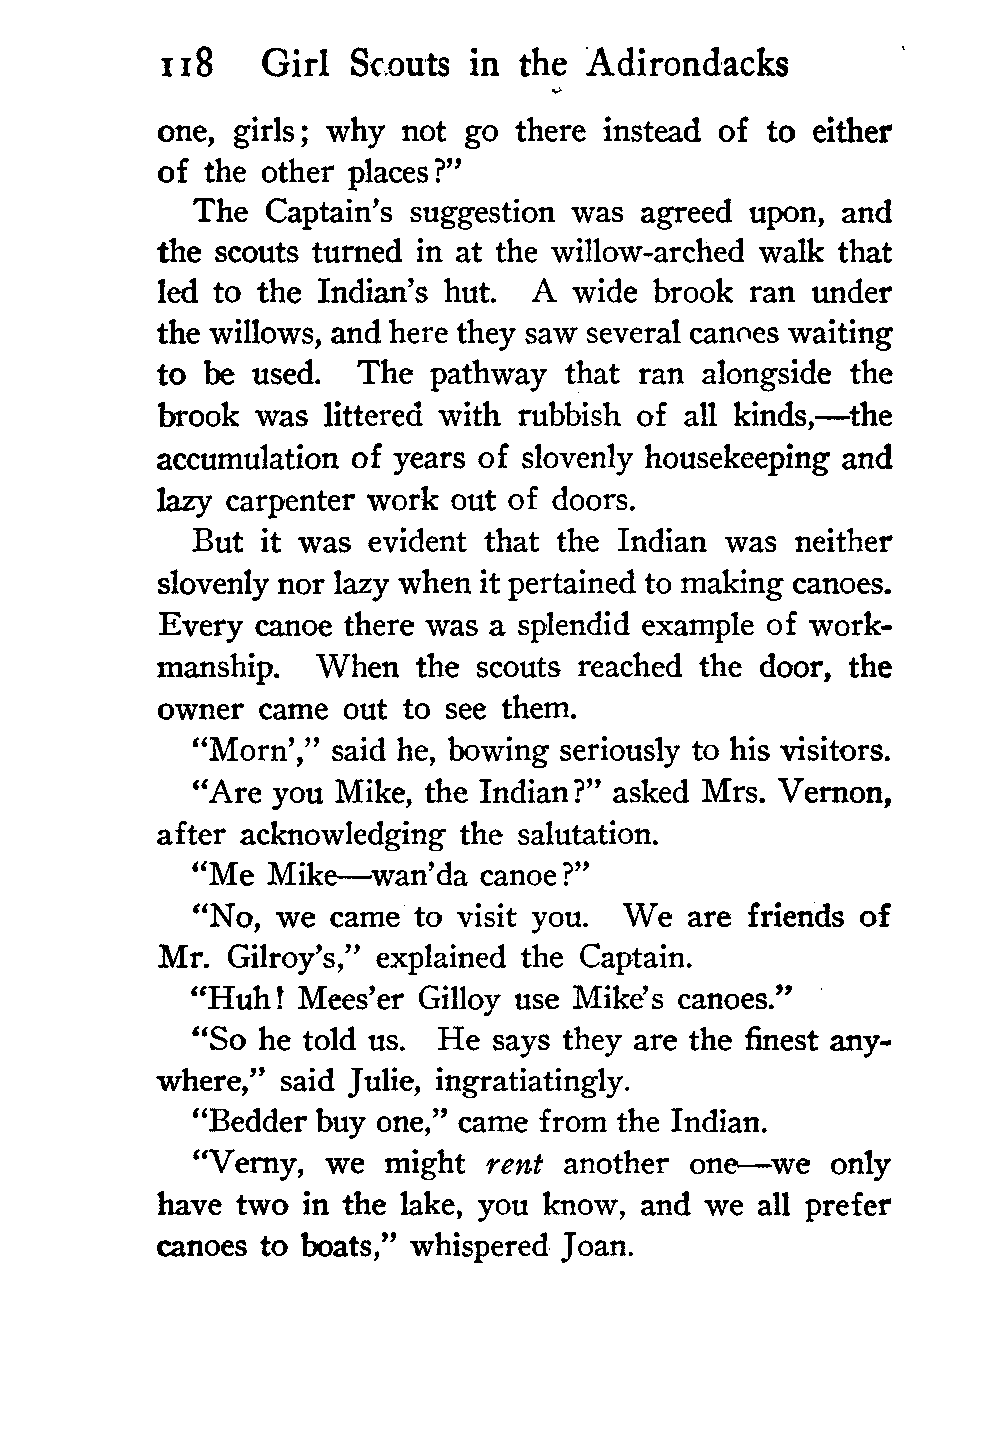 118 Girl Scouts in the Adirondacks
one, girls; why not go there instead of to either
of the other places?”
The Captain’s suggestion was agreed upon, and
the scouts turned in at the willow-arched walk that
led to the Indian’s hut. A wide brook ran under
the willows, and here they saw several canoes waiting
to be used. The pathway that ran alongside the
brook was littered with rubbish of all kinds,—the
accumulation of years of slovenly housekeeping and
lazy carpenter work out of doors.
But it was evident that the Indian was neither
slovenly nor lazy when it pertained to making canoes.
Every canoe there was a splendid example of work-
manship. When the scouts reached the door, the
owner came out to see them.
“Morn’,” said he, bowing seriously to his visitors.
“Are you Mike, the Indian?” asked Mrs. Vernon,
after acknowledging the salutation.
“Me Mike—wan’da canoe?”
“No, we came to visit you. We are friends of
Mr. Gilroy’s,” explained the Captain.
“Huh! Mees’er Gilloy use Mike’s canoes.”
“So he told us. He says they are the finest any-
where,” said Julie, ingratiatingly.
“Bedder buy one,” came from the Indian.
“Verny, we might rent another one—we only
have two in the lake, you know, and we all prefer
canoes to boats,” whispered Joan.